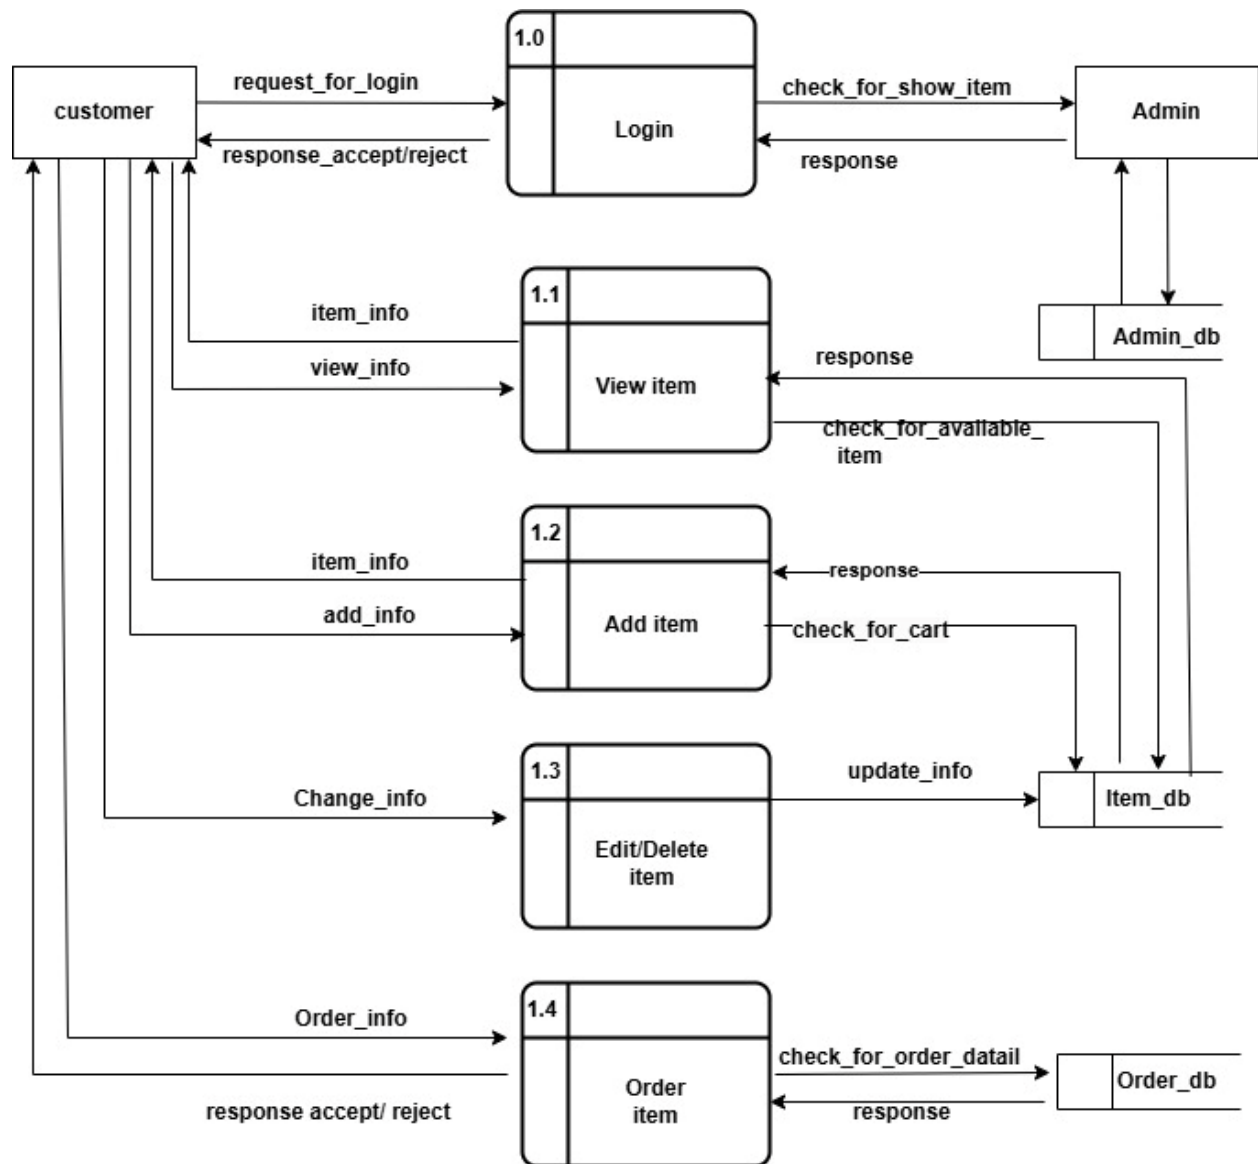 1.0
request_for_login
check_for_show_item
customer
Login
Admin
response_accept/reject
response
1.1
item_info
Admin_db
response
view_info
View item
check_for_available_
item
1.2
item_info
response
add_info
Add item
check_for_cart
1.3
update_info
Change_info
Item_db
Edit/Delete
item
1.4
Order_info
check_for_order_datail
Order
item
Order_db
response accept/ reject
response